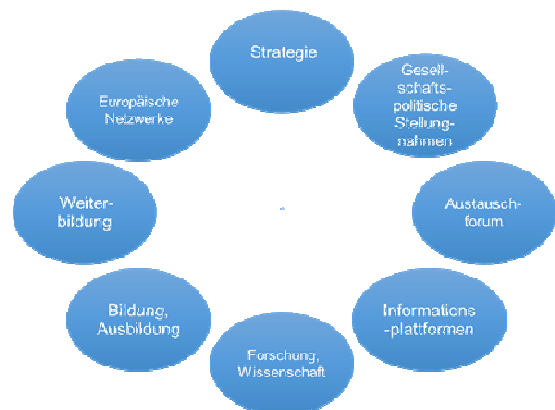 Strategie
Gesell-
schafts-
politische
Stellung-
nahmen
Austausch-
forum
Informations
-plattformen
Forschung,
Wissenschaft
Bildung,
Ausbildung
Weiter-
bildung
Europäische
Netzwerke